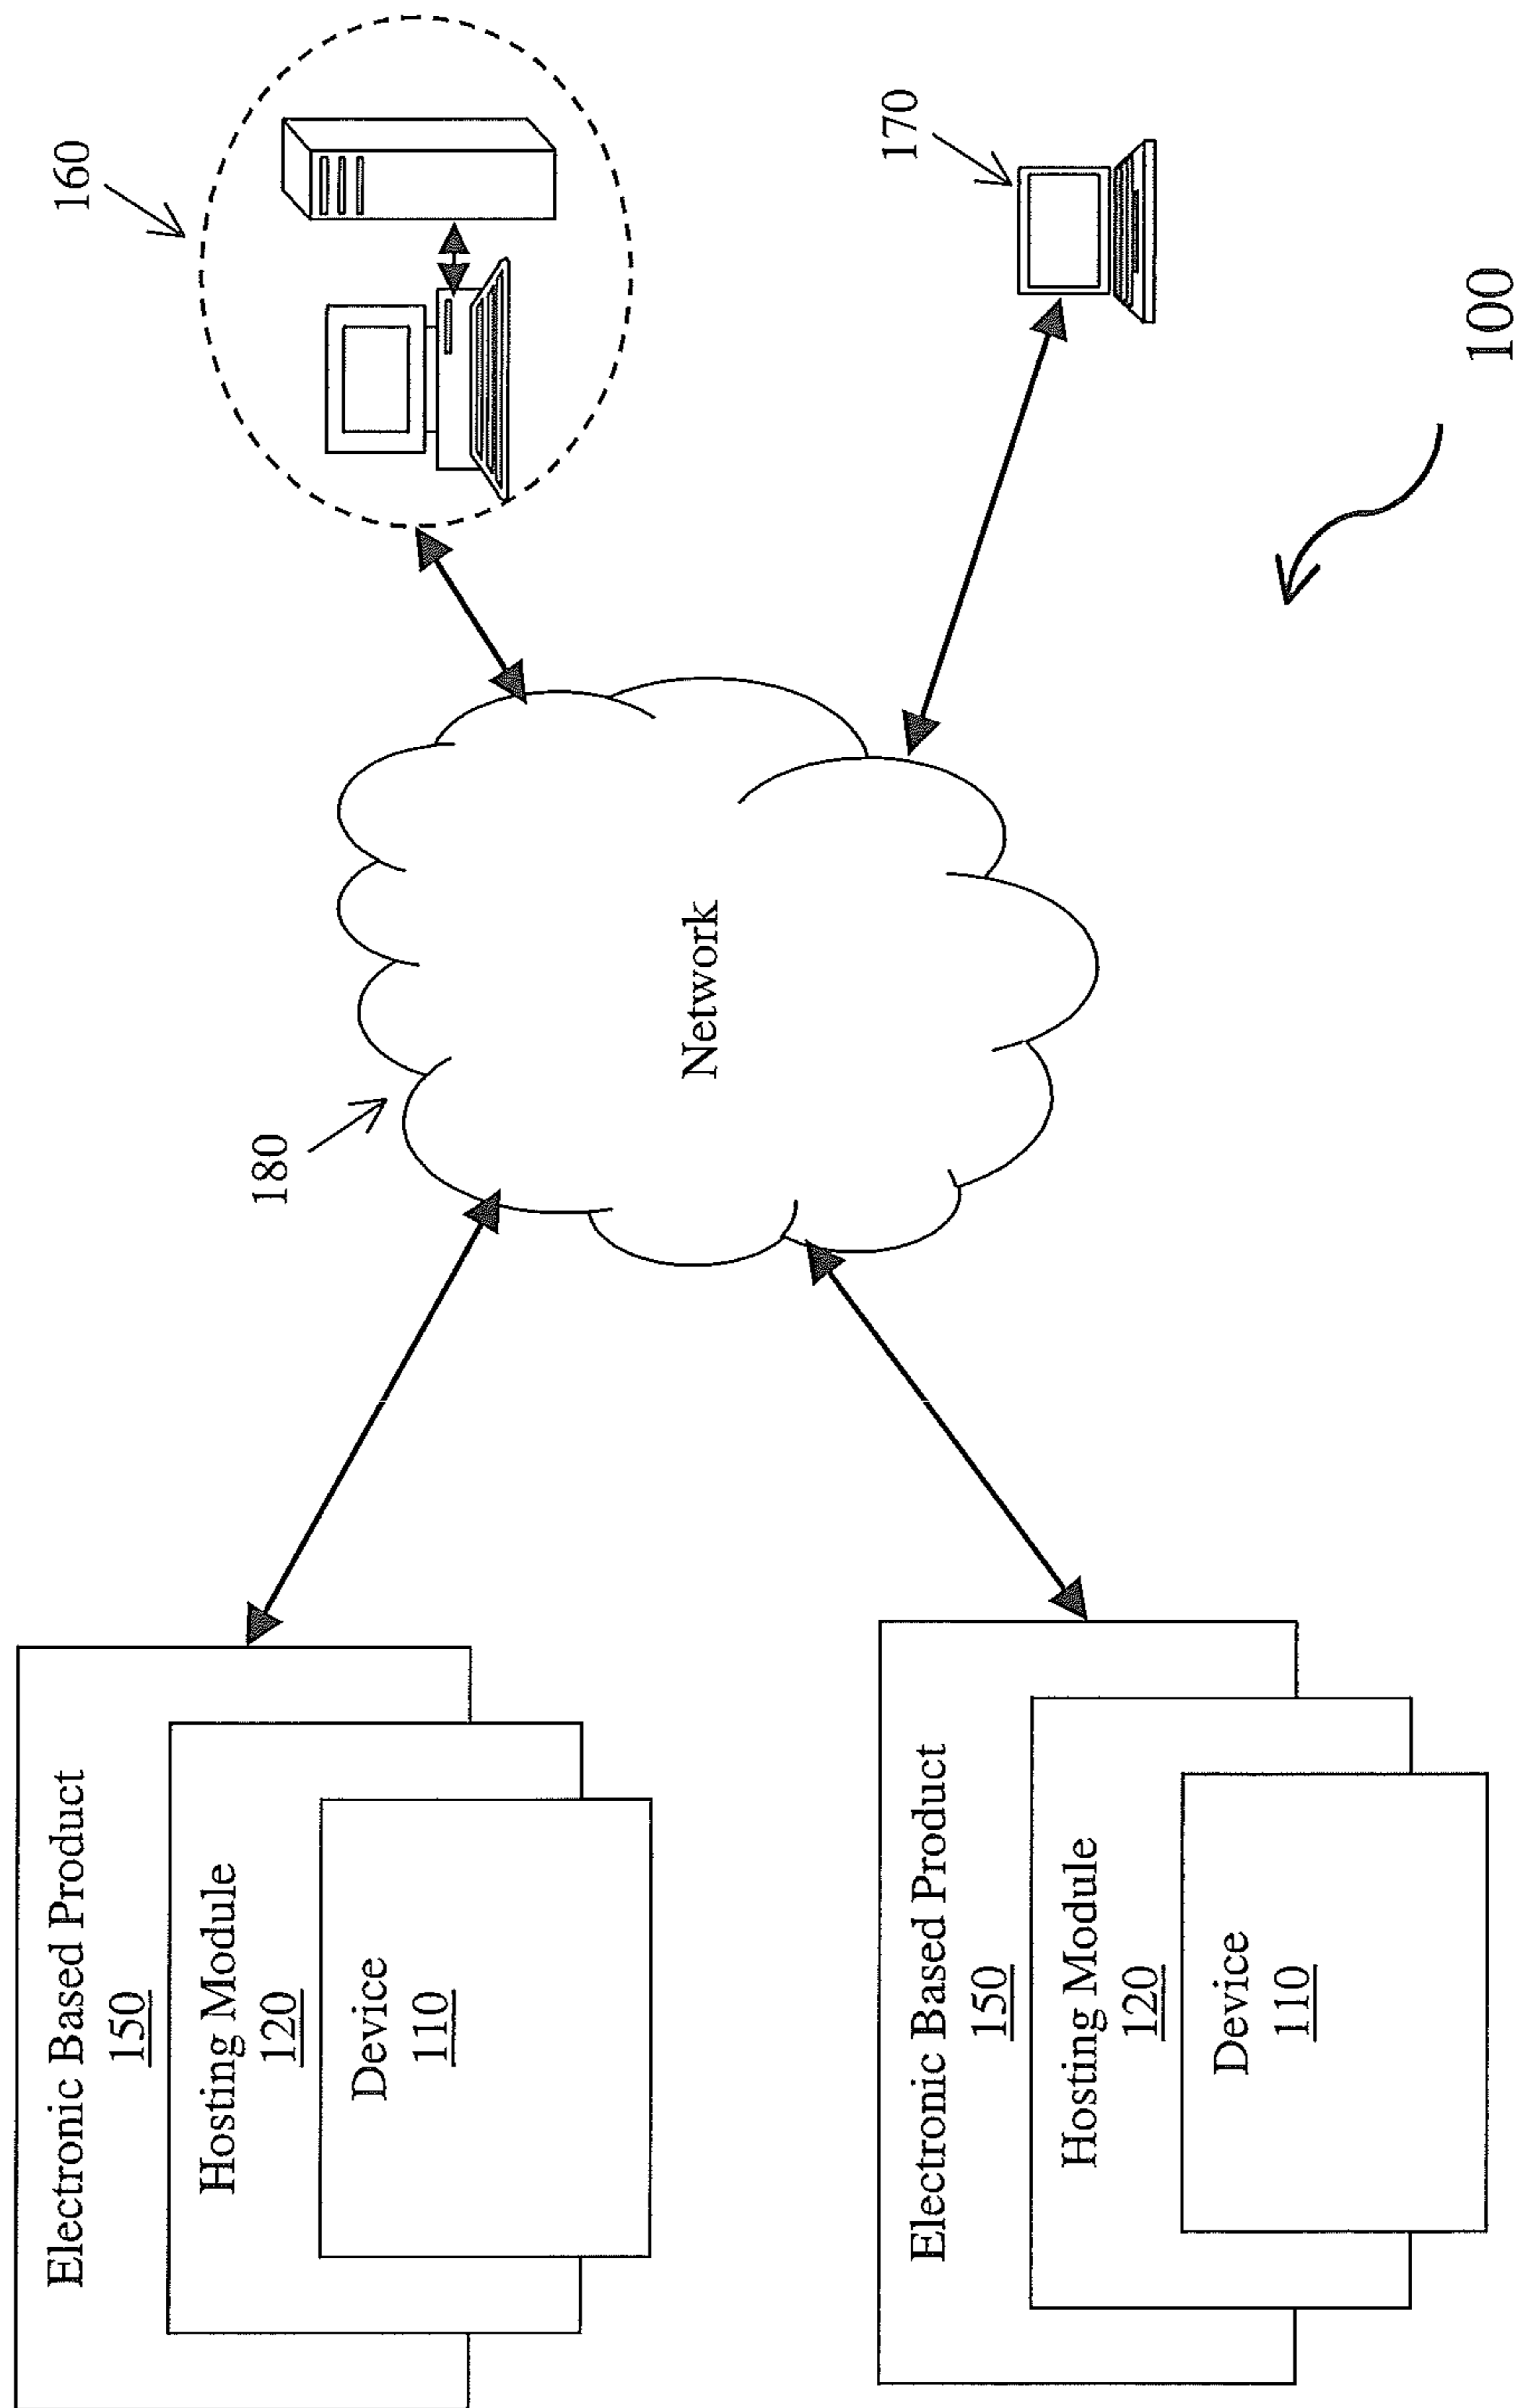 Electronic Based Product
150
Hosting Module
120
Device
110
180
Network
160
Electronic Based Product
150
Hosting Module
120
Device
110
170
100